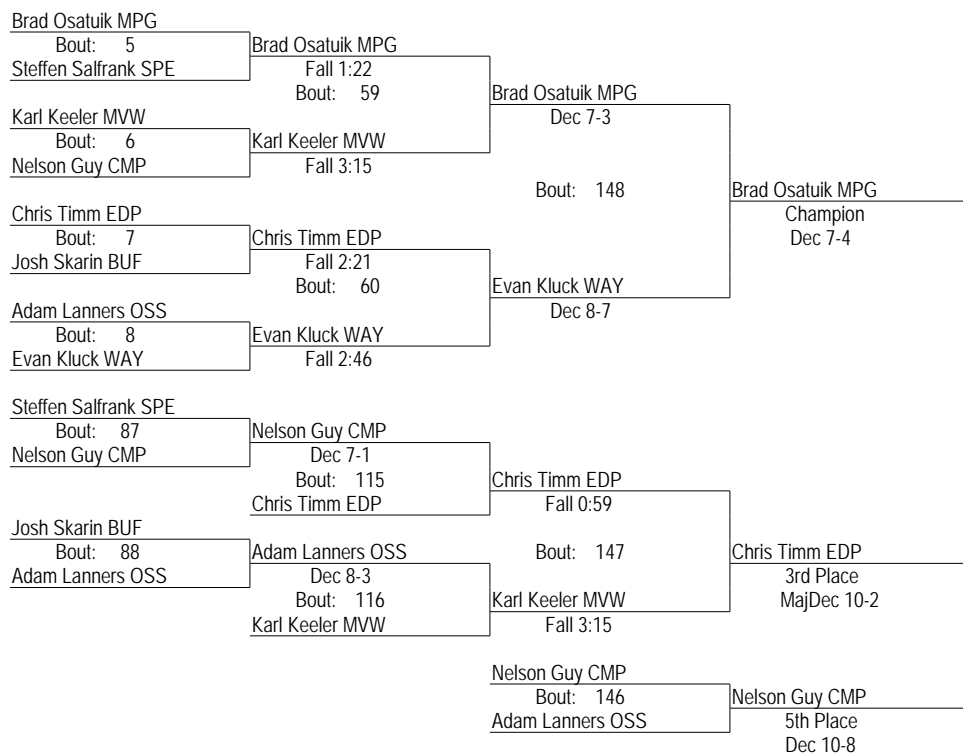 Brad Osatuik MPG
Bout: 5
Steffen Salfrank SPE
Brad Osatuik MPG
Fall 1:22
Bout: 59
Karl Keeler MVW
Bout: 6
Nelson Guy CMP
Karl Keeler MVW
Fall 3:15
Brad Osatuik MPG
Dec 7-3
Bout: 148
Chris Timm EDP
Bout: 7
Josh Skarin BUF
Chris Timm EDP
Fall 2:21
Bout: 60
Adam Lanners OSS
Bout: 8
Evan Kluck WAY
Evan Kluck WAY
Fall 2:46
Evan Kluck WAY
Dec 8-7
Brad Osatuik MPG
Champion
Dec 7-4
Steffen Salfrank SPE
Bout: 87
Nelson Guy CMP
Nelson Guy CMP
Dec 7-1
Bout: 115
Chris Timm EDP
Chris Timm EDP
Fall 0:59
Bout: 147
Josh Skarin BUF
Bout: 88
Adam Lanners OSS
Adam Lanners OSS
Dec 8-3
Bout: 116
Karl Keeler MVW
Karl Keeler MVW
Fall 3:15
Chris Timm EDP
3rd Place
MajDec 10-2
Nelson Guy CMP
Bout: 146
Adam Lanners OSS
Nelson Guy CMP
5th Place
Dec 10-8